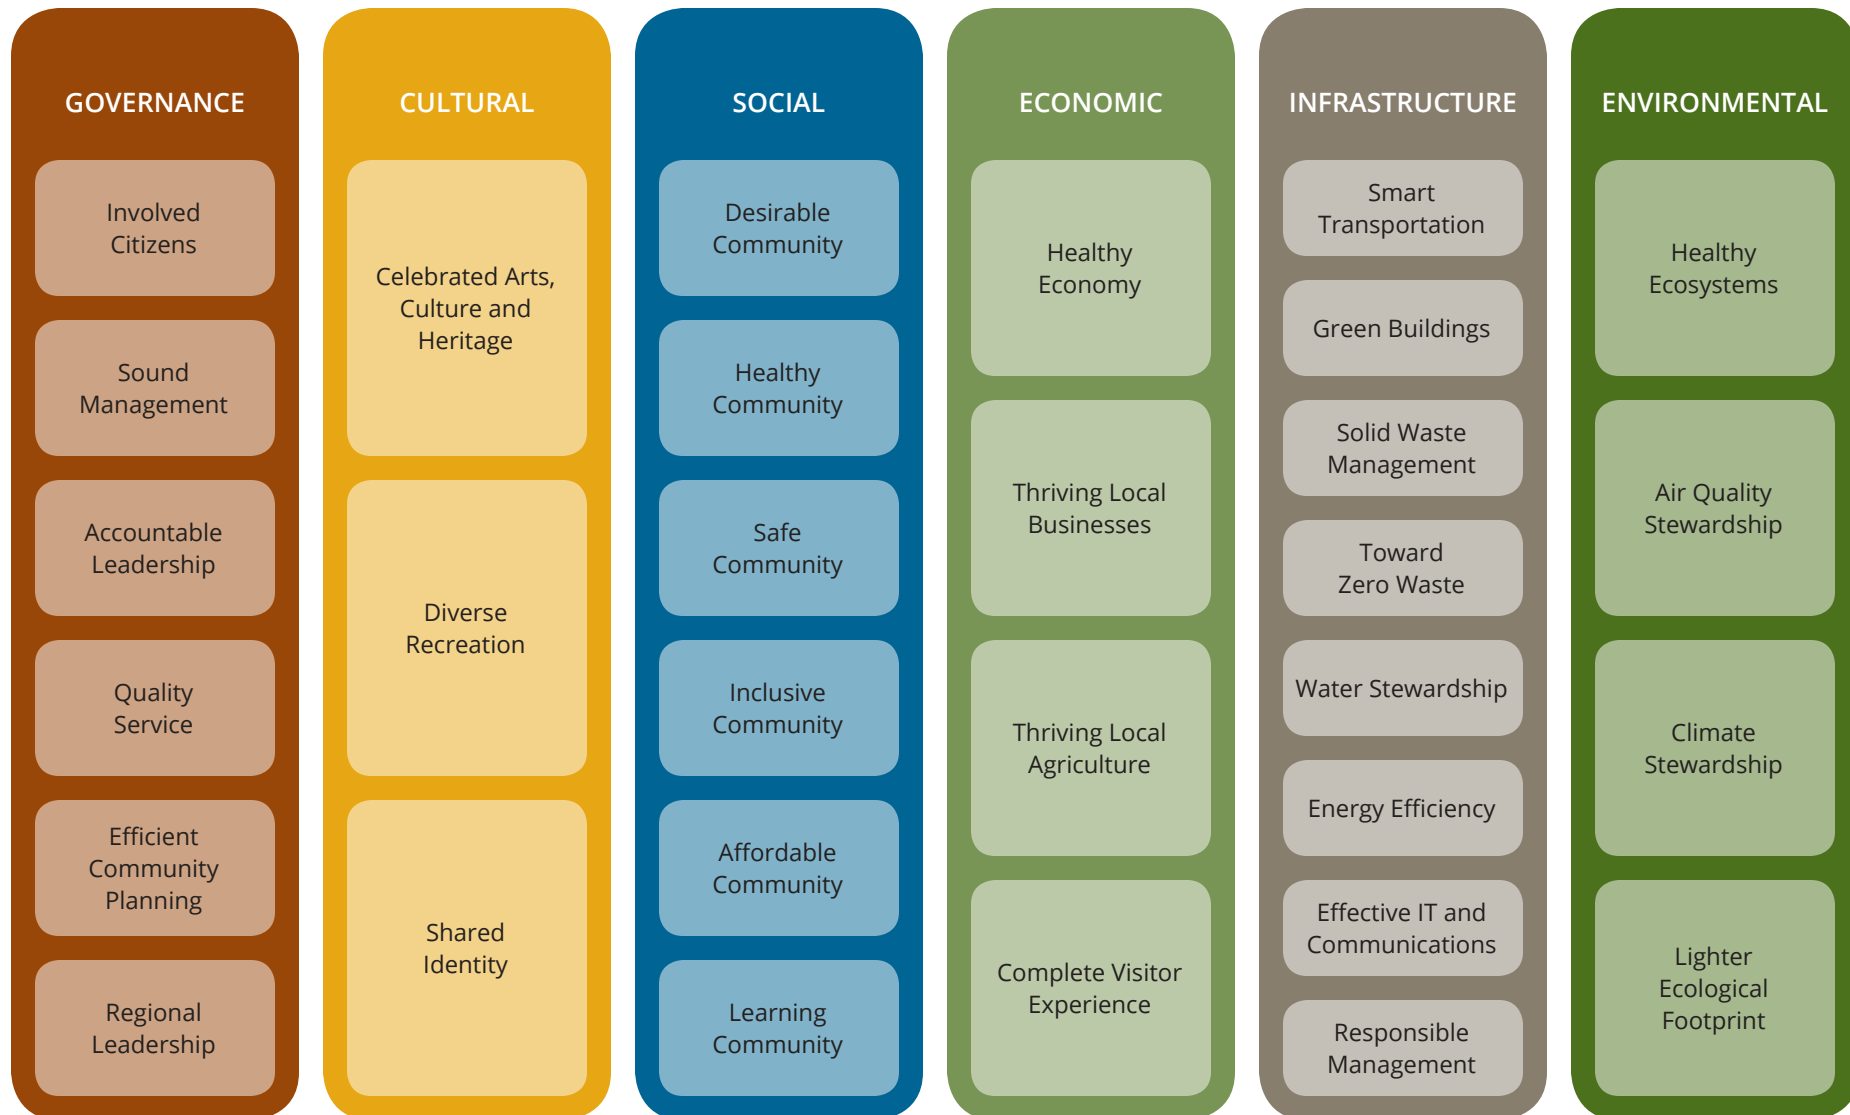 GOVERNANCE
Involved
Citizens
Sound
Management
Accountable
Leadership
Quality
Service
Efficient
Community
Planning
Regional
Leadership
CULTURAL
Celebrated Arts,
Culture and
Heritage
Diverse
Recreation
Shared
Identity
SOCIAL
Desirable
Community
Healthy
Community
Safe
Community
Inclusive
Community
Affordable
Community
Learning
Community
ECONOMIC
Healthy
Economy
Thriving Local
Businesses
Thriving Local
Agriculture
Complete Visitor
Experience
INFRASTRUCTURE
Smart
Transportation
Green Buildings
Solid Waste
Management
Toward
Zero Waste
Water Stewardship
Energy Efficiency
Effective IT and
Communications
Responsible
Management
ENVIRONMENTAL
Healthy
Ecosystems
Air Quality
Stewardship
Climate
Stewardship
Lighter
Ecological
Footprint